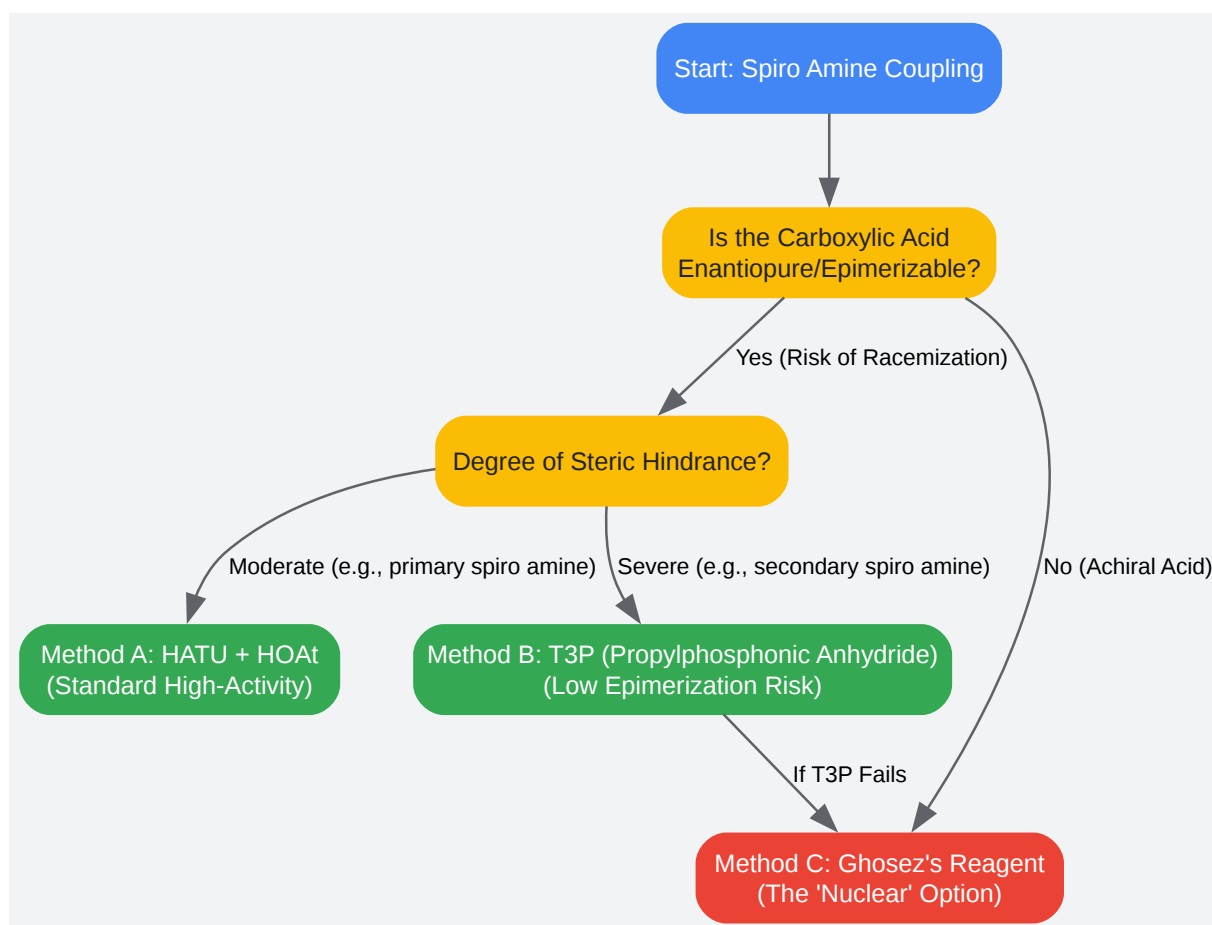 Start: Spiro Amine Coupling
Is the Carboxylic Acid
Enantiopure/Epimerizable?
Yes (Risk of Racemization)
Degree of Steric Hindrance?
Moderate (e.g., primary spiro amine)
Severe (e.g., secondary spiro amine)
No (Achiral Acid)
Method A: HATU + HOAt
(Standard High-Activity)
Method B: T3P (Propylphosphonic Anhydride)
(Low Epimerization Risk)
If T3P Fails
Method C: Ghosez's Reagent
(The 'Nuclear' Option)